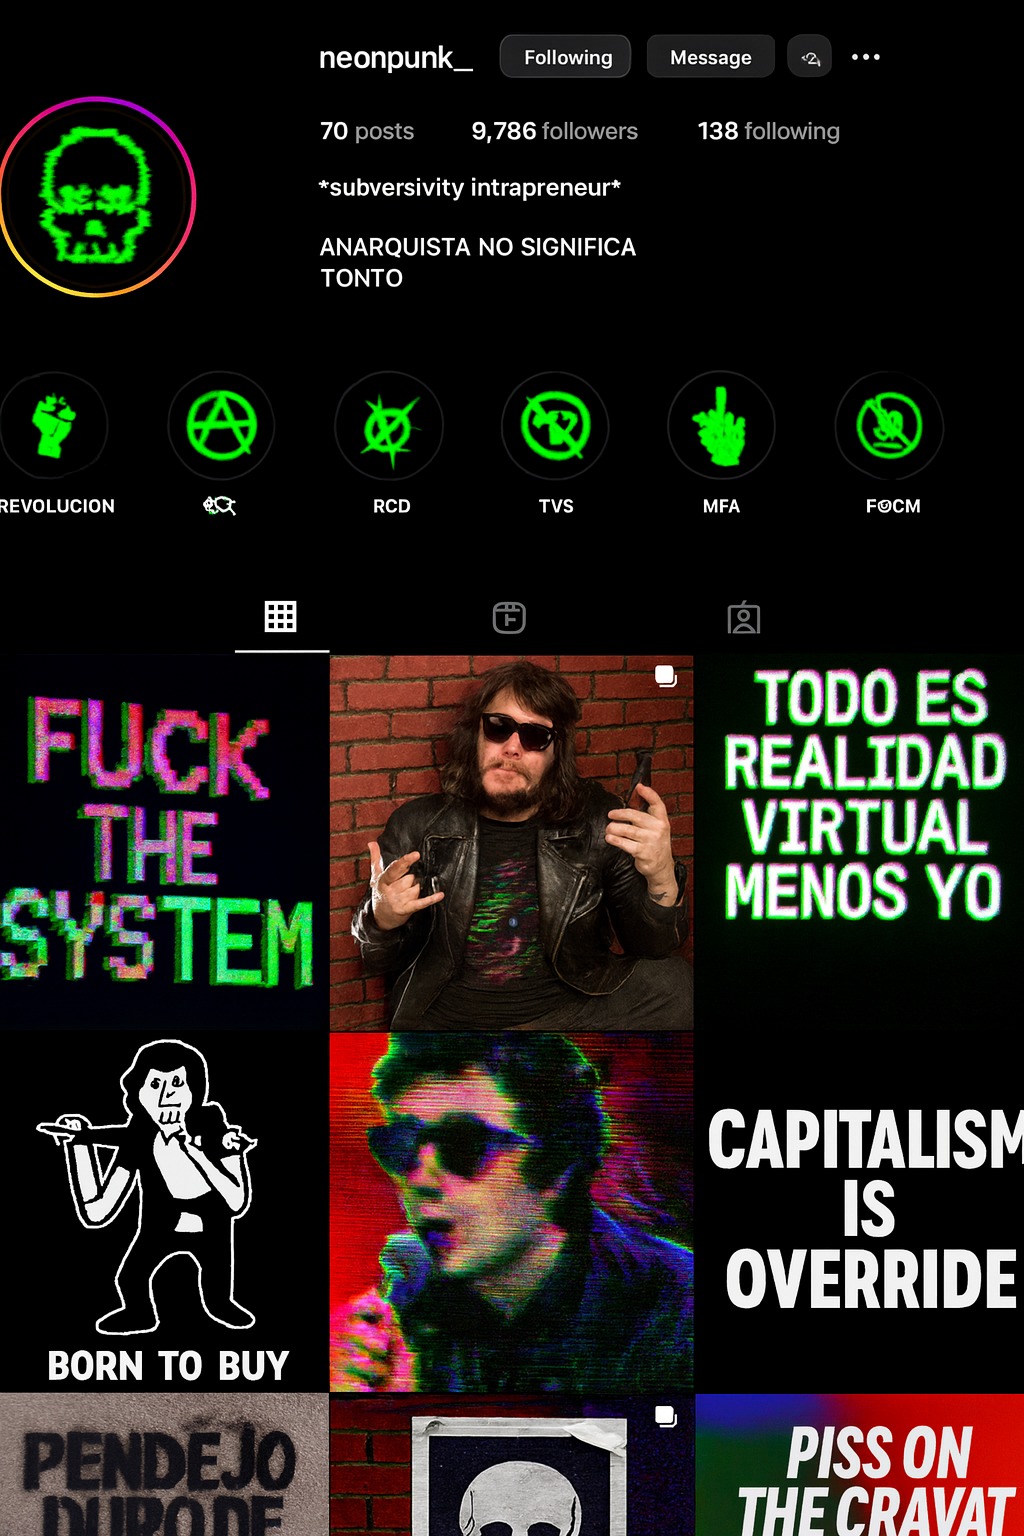 neonpunk_ Following Message
70 posts 9,786 followers 138 following
*subversivity intrapreneur*
ANARQUISTA NO SIGNIFICA
TONTO
REVOLUCION RCD TVS MFA
FUCK
THE
SYSTEM
TODO ES
REALIDAD
VIRTUAL
MENOS YO
BORN TO BUY
CAPITALISM
IS
OVERRIDE
PENDEJO
DURO DE
PISS ON
THE CRAVAT